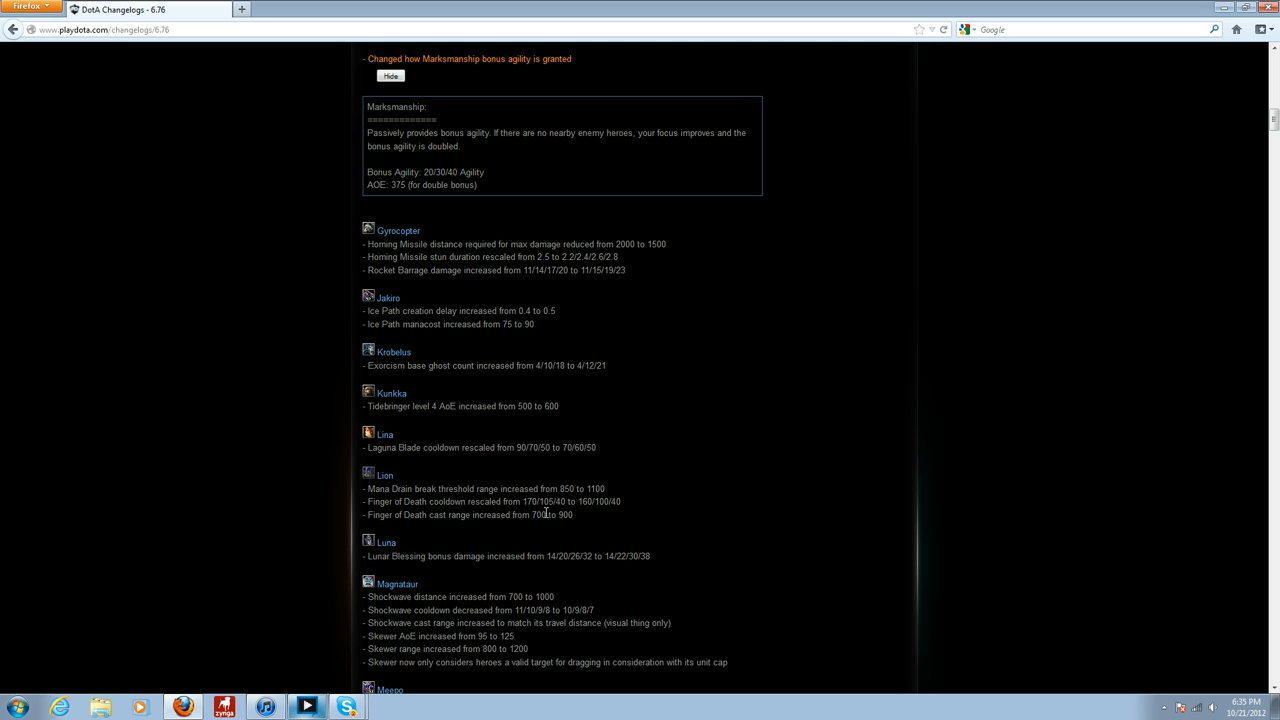 Firefox
DotA Changelogs - 6.76
www.playdota.com/changelogs/6.76
Google
- Changed how Marksmanship bonus agility is granted
Hide
Marksmanship:
=============
Passively provides bonus agility. If there are no nearby enemy heroes, your focus improves and the
bonus agility is doubled.
Bonus Agility: 20/30/40 Agility
AOE: 375 (for double bonus)
Gyrocopter
- Homing Missile distance required for max damage reduced from 2000 to 1500
- Homing Missile stun duration rescaled from 2.5 to 2.2/2.4/2.6/2.8
- Rocket Barrage damage increased from 11/14/17/20 to 11/15/19/23
Jakiro
- Ice Path creation delay increased from 0.4 to 0.5
- Ice Path manacost increased from 75 to 90
Krobelus
- Exorcism base ghost count increased from 4/10/18 to 4/12/21
Kunkka
- Tidebringer level 4 AoE increased from 500 to 600
Lina
- Laguna Blade cooldown rescaled from 90/70/50 to 70/60/50
Lion
- Mana Drain break threshold range increased from 850 to 1100
- Finger of Death cooldown rescaled from 170/105/40 to 160/100/40
- Finger of Death cast range increased from 700 to 900
Luna
- Lunar Blessing bonus damage increased from 14/20/26/32 to 14/22/30/38
Magnataur
- Shockwave distance increased from 700 to 1000
- Shockwave cooldown decreased from 11/10/9/8 to 10/9/8/7
- Shockwave cast range increased to match its travel distance (visual thing only)
- Skewer AoE increased from 95 to 125
- Skewer range increased from 800 to 1200
- Skewer now only considers heroes a valid target for dragging in consideration with its unit cap
Meepo
zynga
6:35 PM
10/21/2012